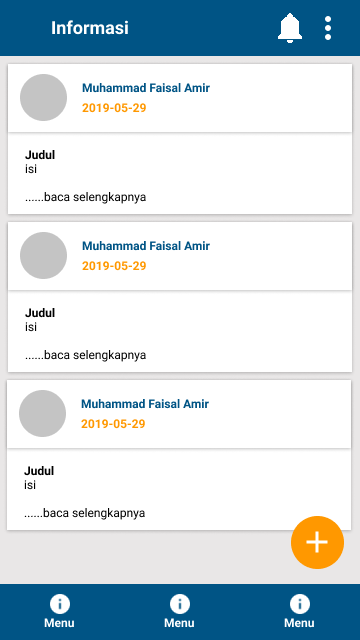 Informasi
Muhammad Faisal Amir
2019-05-29
Judul
isi
......baca selengkapnya
Muhammad Faisal Amir
2019-05-29
Judul
isi
......baca selengkapnya
Muhammad Faisal Amir
2019-05-29
Judul
isi
......baca selengkapnya
Menu Menu Menu